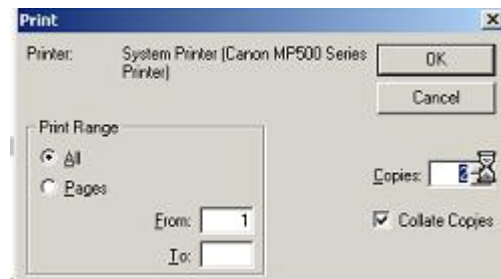 Print
Printer: System Printer (Canon MP500 Series
Printer)
OK
Cancel
Print Range
All
Pages
From: 1
To:
Copies: 2
Collate Copies